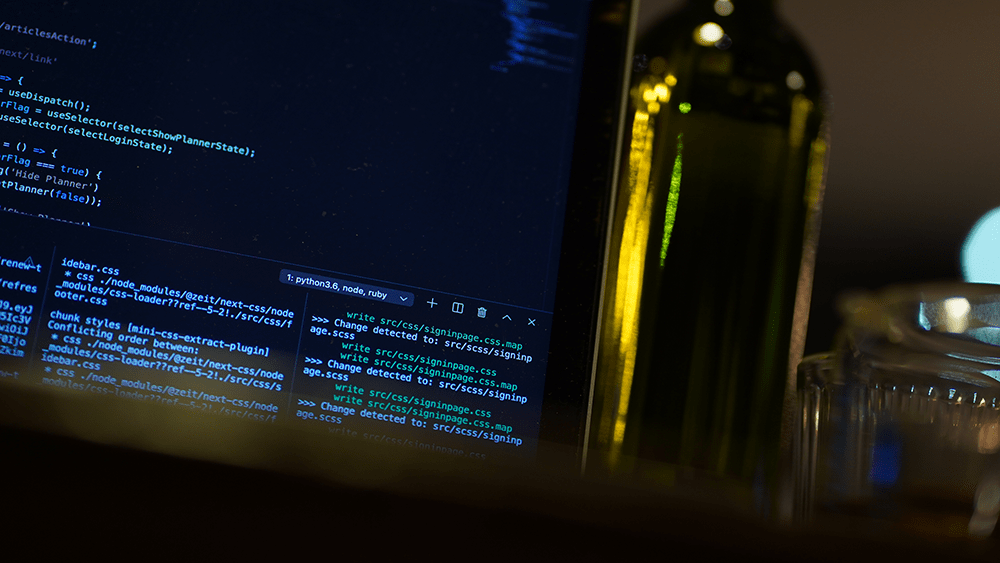 /articlesAction';
next/link'
=> {
= useDispatch();
rFlag = useSelector(selectShowPlannerState);
useSelector(selectLoginState);
= () => {
erFlag === true) {
g('Hide Planner')
etPlanner(false));
renew-t
/refres
J9.eyJ
5Ic3V
wiOiJ
F0Ijo
Zkim
idebar.css
* css ./node_modules/@zeit/next-css/node
_modules/css-loader??ref--5-2!./src/css/f
ooter.css
chunk styles [mini-css-extract-plugin]
Conflicting order between:
* css ./node_modules/@zeit/next-css/node
_modules/css-loader??ref--5-2!./src/css/s
idebar.css
* css ./node_modules/@zeit/next-css/node
_modules/css-loader??ref--5-2!./src/css/f
1: python3.6, node, ruby
write src/css/signinpage.css.map
>>> Change detected to: src/scss/signinp
age.scss
write src/css/signinpage.css
write src/css/signinpage.css.map
>>> Change detected to: src/scss/signinp
age.scss
write src/css/signinpage.css
write src/css/signinpage.css.map
>>> Change detected to: src/scss/signinp
age.scss
write src/css/signinpage.css